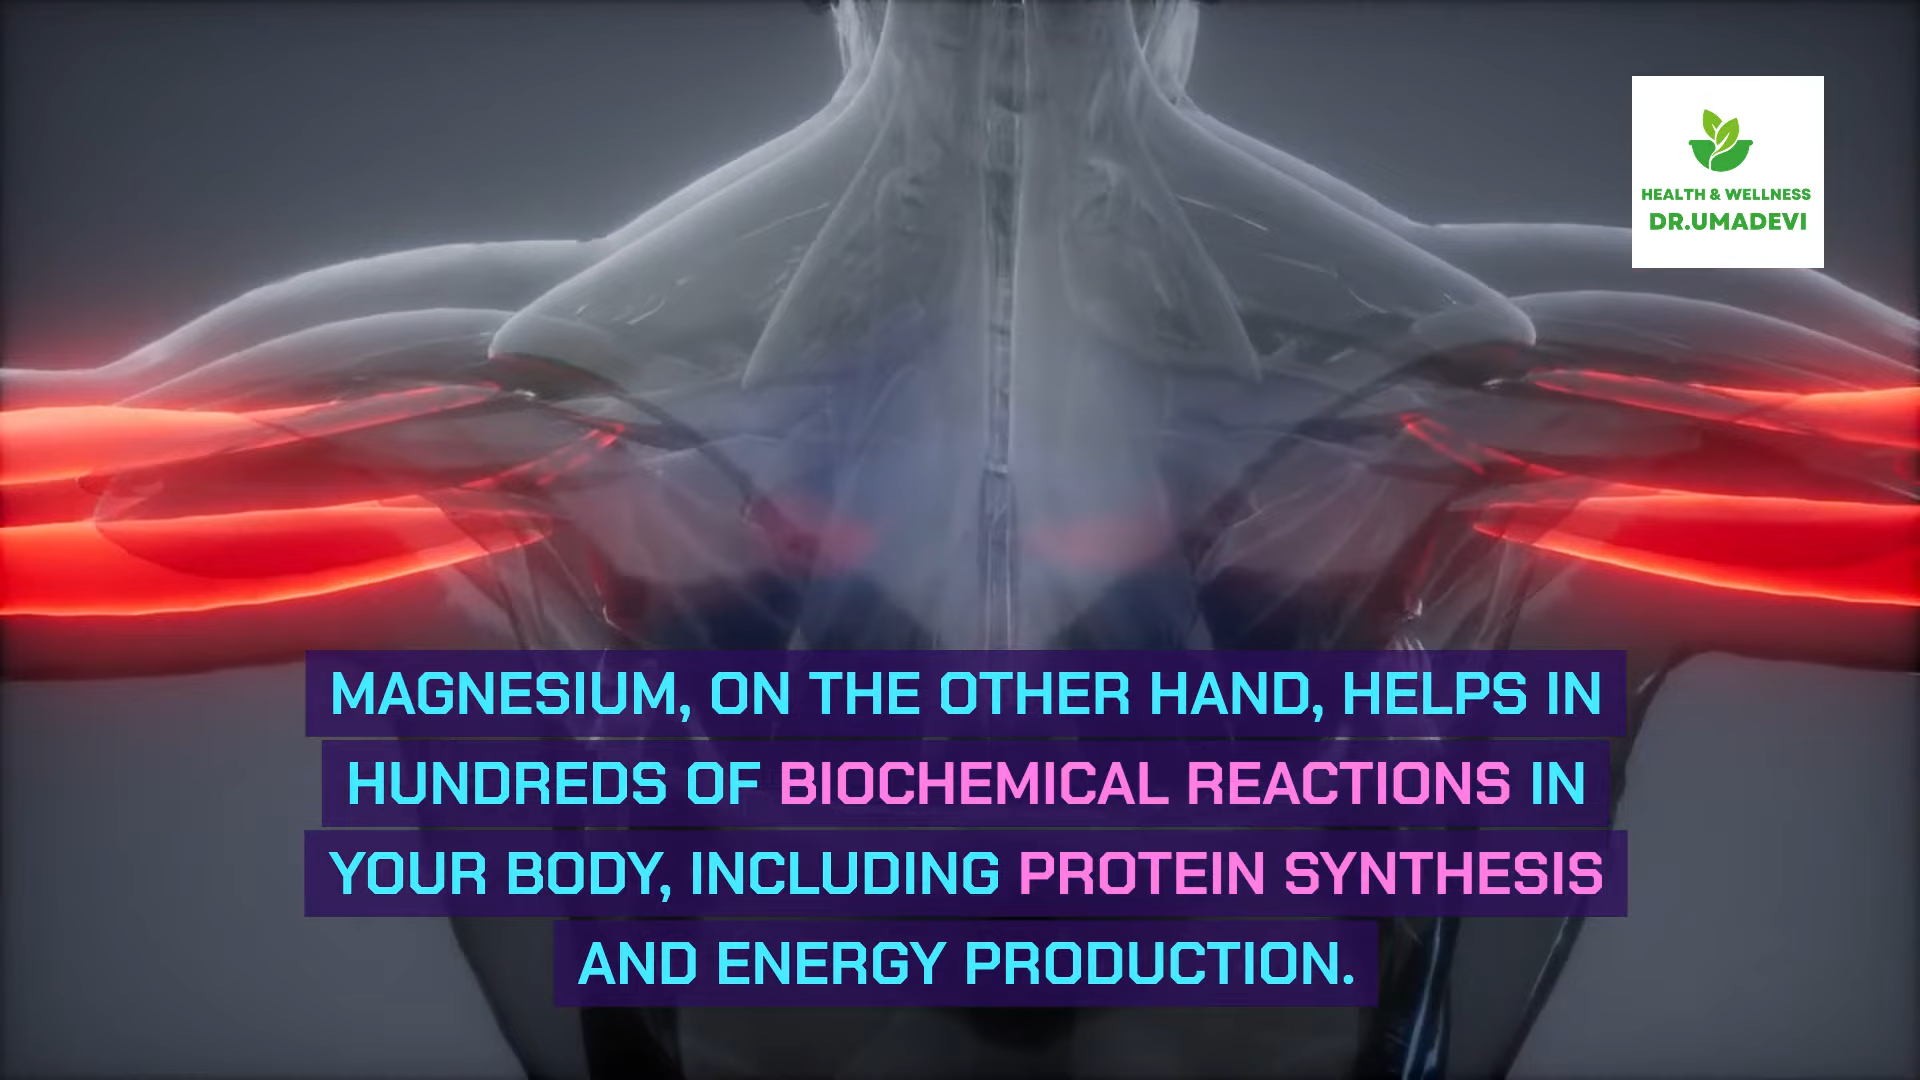 HEALTH & WELLNESS
DR.UMADEVI
MAGNESIUM, ON THE OTHER HAND, HELPS IN
HUNDREDS OF BIOCHEMICAL REACTIONS IN
YOUR BODY, INCLUDING PROTEIN SYNTHESIS
AND ENERGY PRODUCTION.